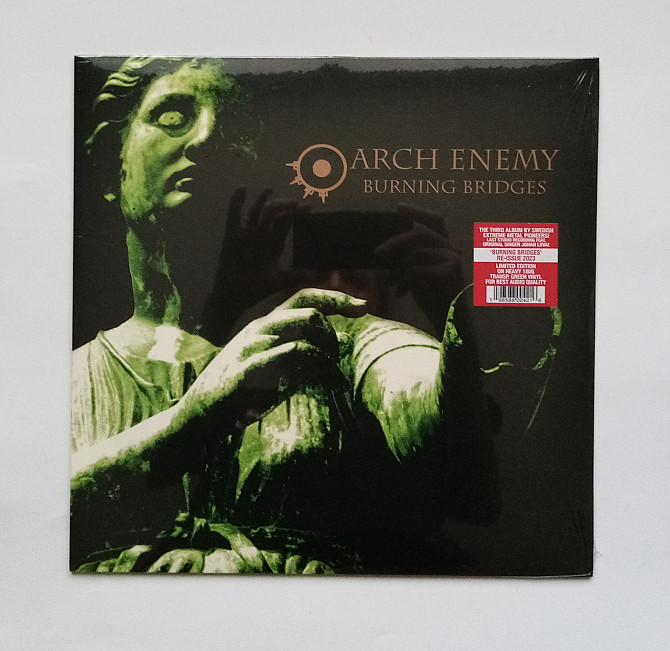 ARCH ENEMY
BURNING BRIDGES
THE THIRD ALBUM BY SWEDISH
EXTREME METAL PIONEERS!
LAST STUDIO RECORDING FEAT.
ORIGINAL SINGER JOHAN LIIVA!
'BURNING BRIDGES'
RE-ISSUE 2023
LIMITED EDITION
ON HEAVY 180G
TRANSP. GREEN VINYL
FOR BEST AUDIO QUALITY